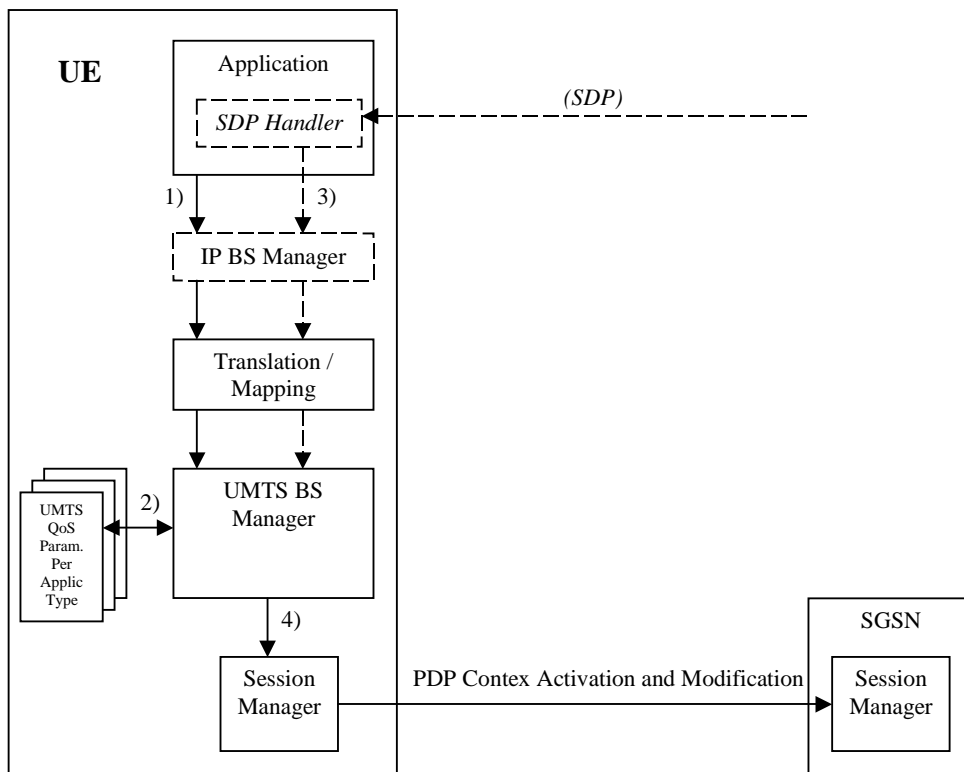 UE
Application
(SDP)
SDP Handler
1)
3)
IP BS Manager
Translation /
Mapping
UMTS BS
Manager
2)
UMTS
QoS
Param.
Per
Applic
Type
4)
SGSN
Session
Manager
PDP Contex Activation and Modification
Session
Manager